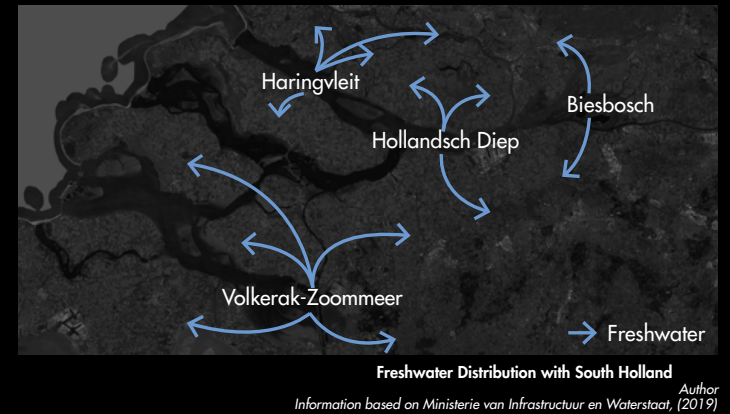 Haringvleit
Biesbosch
Hollandsch Diep
Volkerak-Zoommeer
Freshwater
Freshwater Distribution with South Holland
Author
Information based on Ministerie van Infrastructuur en Waterstaat, (2019)